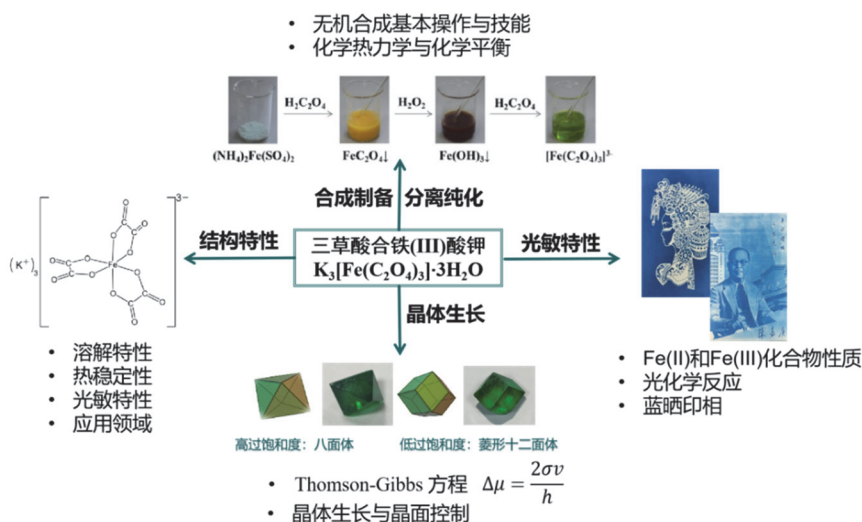 • 无机合成基本操作与技能
• 化学热力学与化学平衡
H₂C₂O₄
H₂O₂
H₂C₂O₄
(NH₄)₂Fe(SO₄)₂
FeC₂O₄↓
Fe(OH)₃↓
[Fe(C₂O₄)₃]³⁻
合成制备 分离纯化
结构特性
三草酸合铁(III)酸钾
K₃[Fe(C₂O₄)₃]·3H₂O
光敏特性
晶体生长
(K⁺)₃
3−
O
O
O
O
O
O
Fe
O
O
O
O
O
O
• 溶解特性
• 热稳定性
• 光敏特性
• 应用领域
• Fe(II)和Fe(III)化合物性质
• 光化学反应
• 蓝晒印相
高过饱和度：八面体
低过饱和度：菱形十二面体
• Thomson-Gibbs 方程 Δμ = 2σv/h
• 晶体生长与晶面控制